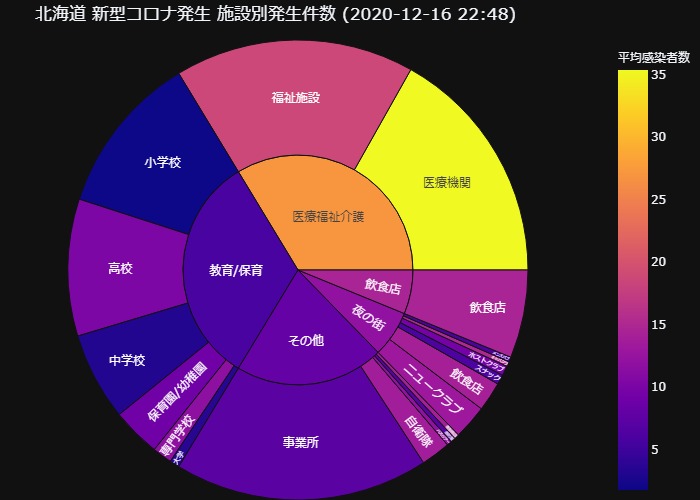 北海道 新型コロナ発生 施設別発生件数 (2020-12-16 22:48)
平均感染者数
35
30
25
20
15
10
5
福祉施設
医療機関
小学校
医療福祉介護
高校
教育/保育
飲食店
飲食店
夜の街
その他
中学校
保育園/幼稚園
専門学校
大学
事業所
自衛隊
ニュークラブ
飲食店
スナック
ホストクラブ